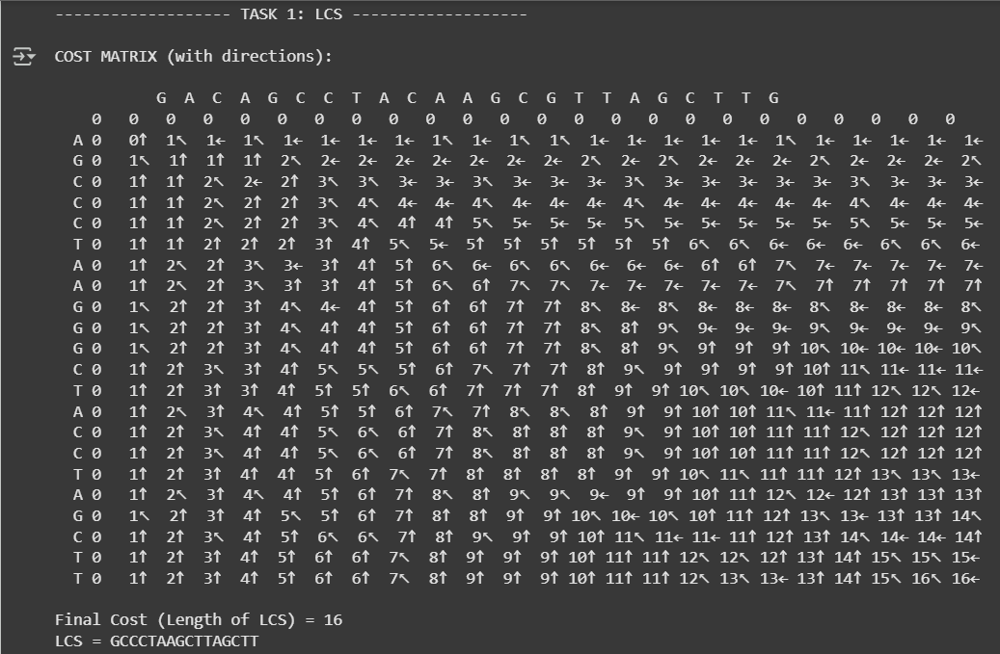 ------------------- TASK 1: LCS -------------------
COST MATRIX (with directions):
G A C A G C C T A C A A G C G T T A G C T T G
0 0 0 0 0 0 0 0 0 0 0 0 0 0 0 0 0 0 0 0 0 0 0 0
A 0 0↑ 1↖ 1← 1↖ 1← 1← 1← 1← 1↖ 1← 1↖ 1↖ 1← 1← 1← 1← 1← 1↖ 1← 1← 1← 1← 1←
G 0 1↖ 1↑ 1↑ 1↑ 2↖ 2← 2← 2← 2← 2← 2← 2← 2↖ 2← 2↖ 2← 2← 2← 2↖ 2← 2← 2← 2↖
C 0 1↑ 1↑ 2↖ 2← 2↑ 3↖ 3↖ 3← 3← 3↖ 3← 3← 3← 3↖ 3← 3← 3← 3← 3← 3↖ 3← 3← 3←
C 0 1↑ 1↑ 2↖ 2↑ 2↑ 3↖ 4↖ 4← 4← 4↖ 4← 4← 4← 4↖ 4← 4← 4← 4← 4← 4↖ 4← 4← 4←
C 0 1↑ 1↑ 2↖ 2↑ 2↑ 3↖ 4↖ 4↑ 4↑ 5↖ 5← 5← 5← 5↖ 5← 5← 5← 5← 5← 5↖ 5← 5← 5←
T 0 1↑ 1↑ 2↑ 2↑ 2↑ 3↑ 4↑ 5↖ 5← 5↑ 5↑ 5↑ 5↑ 5↑ 5↑ 6↖ 6↖ 6← 6← 6← 6↖ 6↖ 6←
A 0 1↑ 2↖ 2↑ 3↖ 3← 3↑ 4↑ 5↑ 6↖ 6← 6↖ 6↖ 6← 6← 6← 6↑ 6↑ 7↖ 7← 7← 7← 7← 7←
A 0 1↑ 2↖ 2↑ 3↖ 3↑ 3↑ 4↑ 5↑ 6↖ 6↑ 7↖ 7↖ 7← 7← 7← 7← 7← 7↖ 7↑ 7↑ 7↑ 7↑ 7↑
G 0 1↖ 2↑ 2↑ 3↑ 4↖ 4← 4↑ 5↑ 6↑ 6↑ 7↑ 7↑ 8↖ 8← 8↖ 8← 8← 8← 8↖ 8← 8← 8← 8↖
G 0 1↖ 2↑ 2↑ 3↑ 4↖ 4↑ 4↑ 5↑ 6↑ 6↑ 7↑ 7↑ 8↖ 8↑ 9↖ 9← 9← 9← 9↖ 9← 9← 9← 9↖
G 0 1↖ 2↑ 2↑ 3↑ 4↖ 4↑ 4↑ 5↑ 6↑ 6↑ 7↑ 7↑ 8↖ 8↑ 9↖ 9↑ 9↑ 9↑ 10↖ 10← 10← 10← 10↖
C 0 1↑ 2↑ 3↖ 3↑ 4↑ 5↖ 5↖ 5↑ 6↑ 7↖ 7↑ 7↑ 8↑ 9↖ 9↑ 9↑ 9↑ 9↑ 10↑ 11↖ 11← 11← 11←
T 0 1↑ 2↑ 3↑ 3↑ 4↑ 5↑ 5↑ 6↖ 6↑ 7↑ 7↑ 7↑ 8↑ 9↑ 9↑ 10↖ 10↖ 10← 10↑ 11↑ 12↖ 12↖ 12←
A 0 1↑ 2↖ 3↑ 4↖ 4↑ 5↑ 5↑ 6↑ 7↖ 7↑ 8↖ 8↖ 8↑ 9↑ 9↑ 10↑ 10↑ 11↖ 11← 11↑ 12↑ 12↑ 12↑
C 0 1↑ 2↑ 3↖ 4↑ 4↑ 5↖ 6↖ 6↑ 7↑ 8↖ 8↑ 8↑ 8↑ 9↖ 9↑ 10↑ 10↑ 11↑ 11↑ 12↖ 12↑ 12↑ 12↑
C 0 1↑ 2↑ 3↖ 4↑ 4↑ 5↖ 6↖ 6↑ 7↑ 8↖ 8↑ 8↑ 8↑ 9↖ 9↑ 10↑ 10↑ 11↑ 11↑ 12↖ 12↑ 12↑ 12↑
T 0 1↑ 2↑ 3↑ 4↑ 4↑ 5↑ 6↑ 7↖ 7↑ 8↑ 8↑ 8↑ 8↑ 9↑ 9↑ 10↖ 11↖ 11↑ 11↑ 12↑ 13↖ 13↖ 13←
A 0 1↑ 2↖ 3↑ 4↖ 4↑ 5↑ 6↑ 7↑ 8↖ 8↑ 9↖ 9↖ 9← 9↑ 9↑ 10↑ 11↑ 12↖ 12← 12↑ 13↑ 13↑ 13↑
G 0 1↖ 2↑ 3↑ 4↑ 5↖ 5↑ 6↑ 7↑ 8↑ 8↑ 9↑ 9↑ 10↖ 10← 10↖ 10↑ 11↑ 12↑ 13↖ 13← 13↑ 13↑ 14↖
C 0 1↑ 2↑ 3↖ 4↑ 5↑ 6↖ 6↖ 7↑ 8↑ 9↖ 9↑ 9↑ 10↑ 11↖ 11← 11← 11↑ 12↑ 13↑ 14↖ 14← 14← 14↑
T 0 1↑ 2↑ 3↑ 4↑ 5↑ 6↑ 6↑ 7↖ 8↑ 9↑ 9↑ 9↑ 10↑ 11↑ 11↑ 12↖ 12↖ 12↑ 13↑ 14↑ 15↖ 15↖ 15←
T 0 1↑ 2↑ 3↑ 4↑ 5↑ 6↑ 6↑ 7↖ 8↑ 9↑ 9↑ 9↑ 10↑ 11↑ 11↑ 12↖ 13↖ 13← 13↑ 14↑ 15↖ 16↖ 16←
Final Cost (Length of LCS) = 16
LCS = GCCCTAAGCTTAGCTT